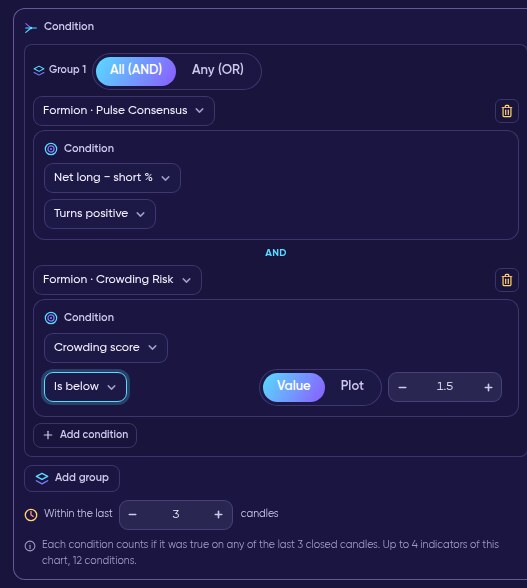 Condition
Group 1 All (AND) Any (OR)
Formion · Pulse Consensus
Condition
Net long – short %
Turns positive
AND
Formion · Crowding Risk
Condition
Crowding score
Is below Value Plot − 1.5 +
+ Add condition
Add group
Within the last − 3 + candles
Each condition counts if it was true on any of the last 3 closed candles. Up to 4 indicators of this
chart, 12 conditions.